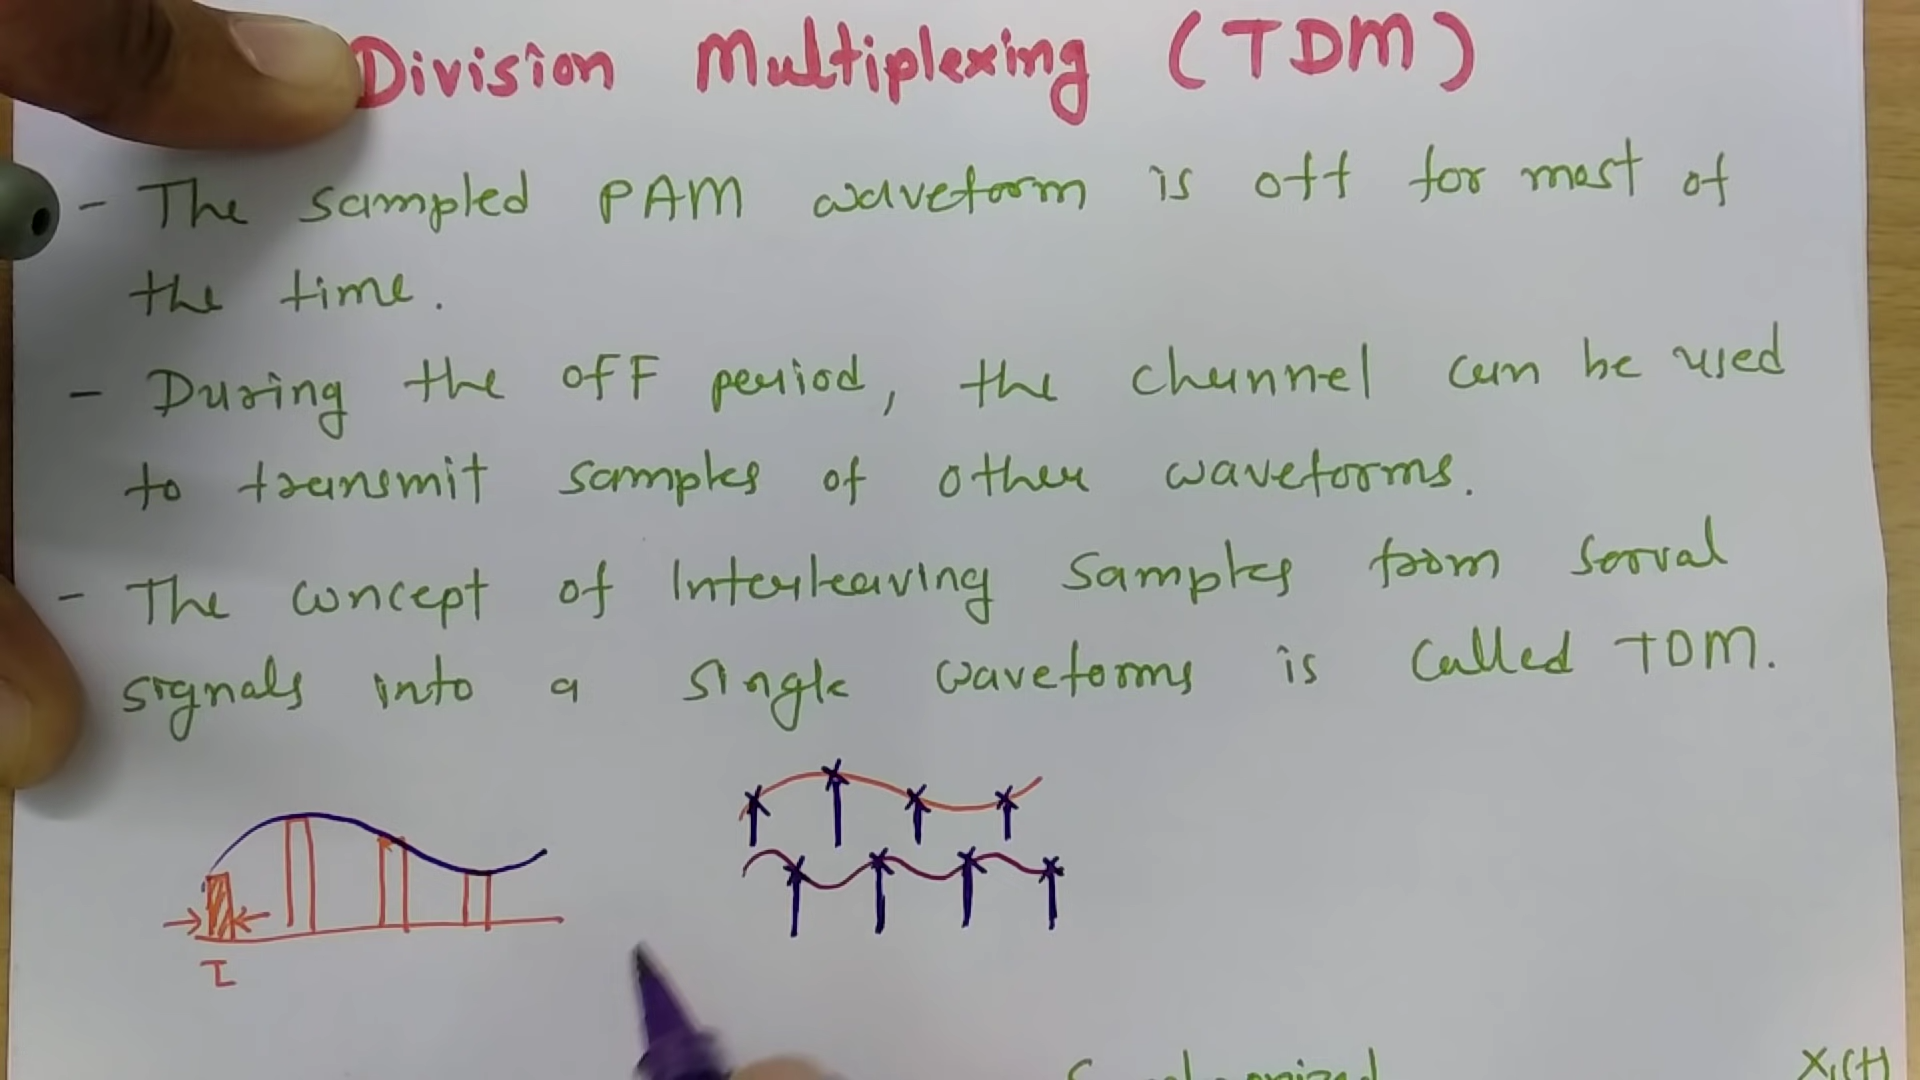 Division Multiplexing (TDM)
- The sampled PAM waveform is off for most of
the time.
- During the OFF period, the channel can be used
to transmit samples of other waveforms.
- The concept of Interleaving samples from serval
signals into a single waveforms is called TDM.
τ
X₁(t)